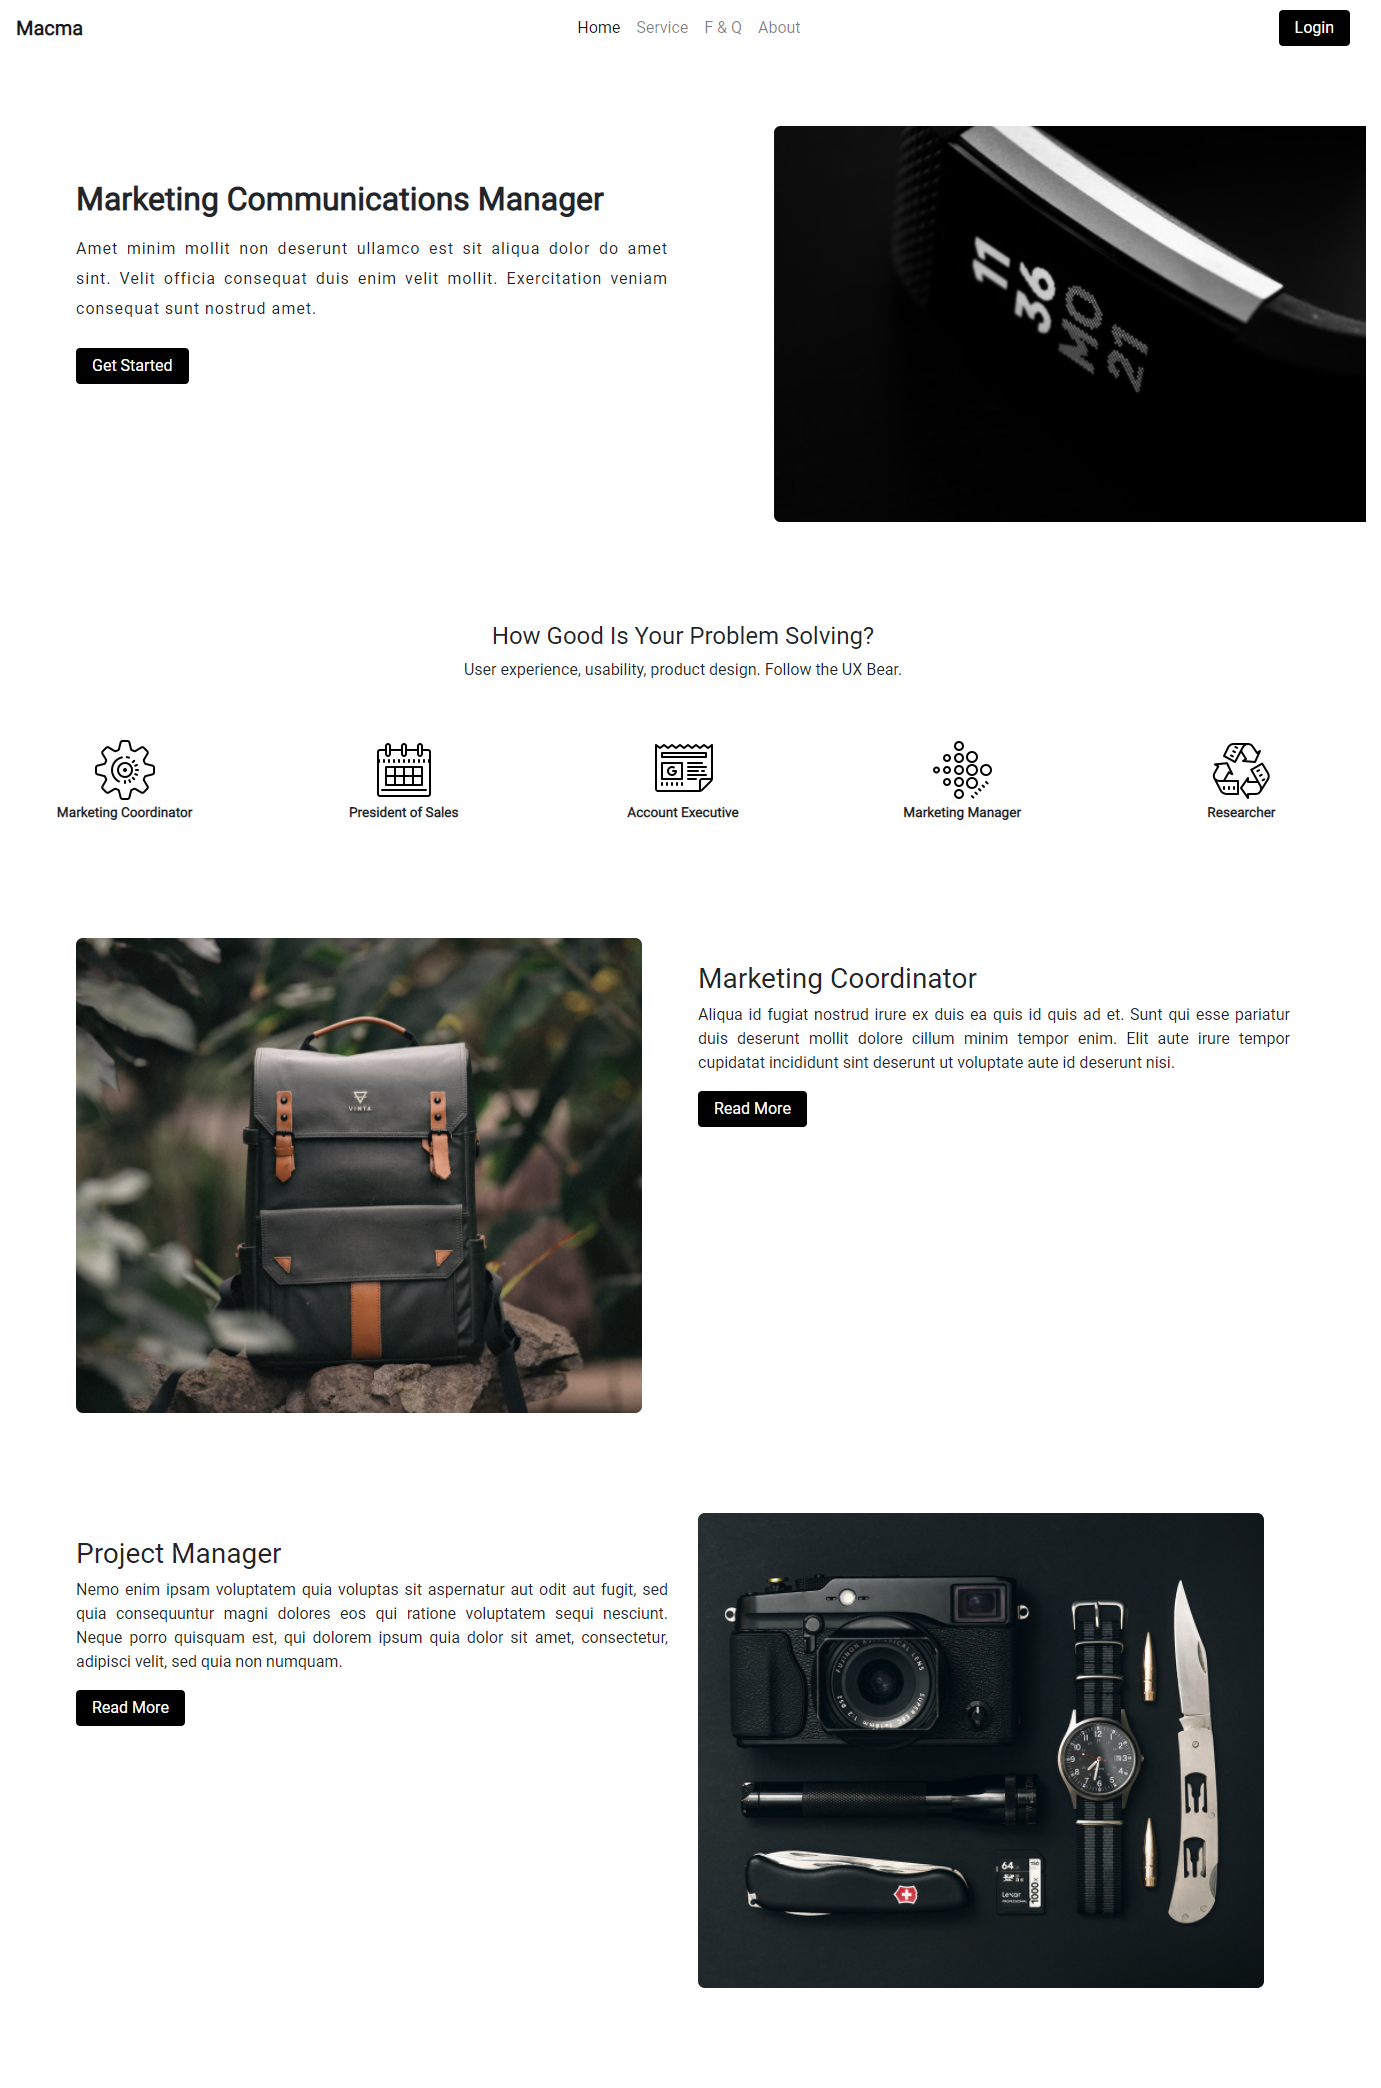 Macma
Home Service F & Q About
Login
Marketing Communications Manager
Amet minim mollit non deserunt ullamco est sit aliqua dolor do amet
sint. Velit officia consequat duis enim velit mollit. Exercitation veniam
consequat sunt nostrud amet.
Get Started
11
36
MO
21
How Good Is Your Problem Solving?
User experience, usability, product design. Follow the UX Bear.
G
Marketing Coordinator
President of Sales
Account Executive
Marketing Manager
Researcher
VINTA
Marketing Coordinator
Aliqua id fugiat nostrud irure ex duis ea quis id quis ad et. Sunt qui esse pariatur
duis deserunt mollit dolore cillum minim tempor enim. Elit aute irure tempor
cupidatat incididunt sint deserunt ut voluptate aute id deserunt nisi.
Read More
Project Manager
Nemo enim ipsam voluptatem quia voluptas sit aspernatur aut odit aut fugit, sed
quia consequuntur magni dolores eos qui ratione voluptatem sequi nesciunt.
Neque porro quisquam est, qui dolorem ipsum quia dolor sit amet, consectetur,
adipisci velit, sed quia non numquam.
Read More
64
Lexar
PROFESSIONAL
1000x